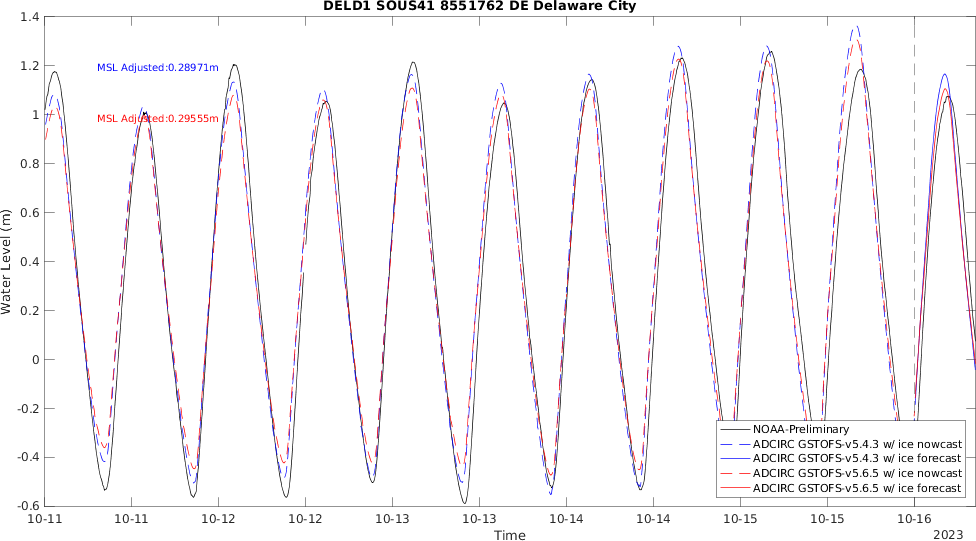 DELD1 SOUS41 8551762 DE Delaware City
1.4
1.2
1
0.8
0.6
0.4
0.2
0
-0.2
-0.4
-0.6
Water Level (m)
MSL Adjusted:0.28971m
MSL Adjusted:0.29555m
NOAA-Preliminary
ADCIRC GSTOFS-v5.4.3 w/ ice nowcast
ADCIRC GSTOFS-v5.4.3 w/ ice forecast
ADCIRC GSTOFS-v5.6.5 w/ ice nowcast
ADCIRC GSTOFS-v5.6.5 w/ ice forecast
10-11 10-11 10-12 10-12 10-13 10-13 10-14 10-14 10-15 10-15 10-16
Time
2023